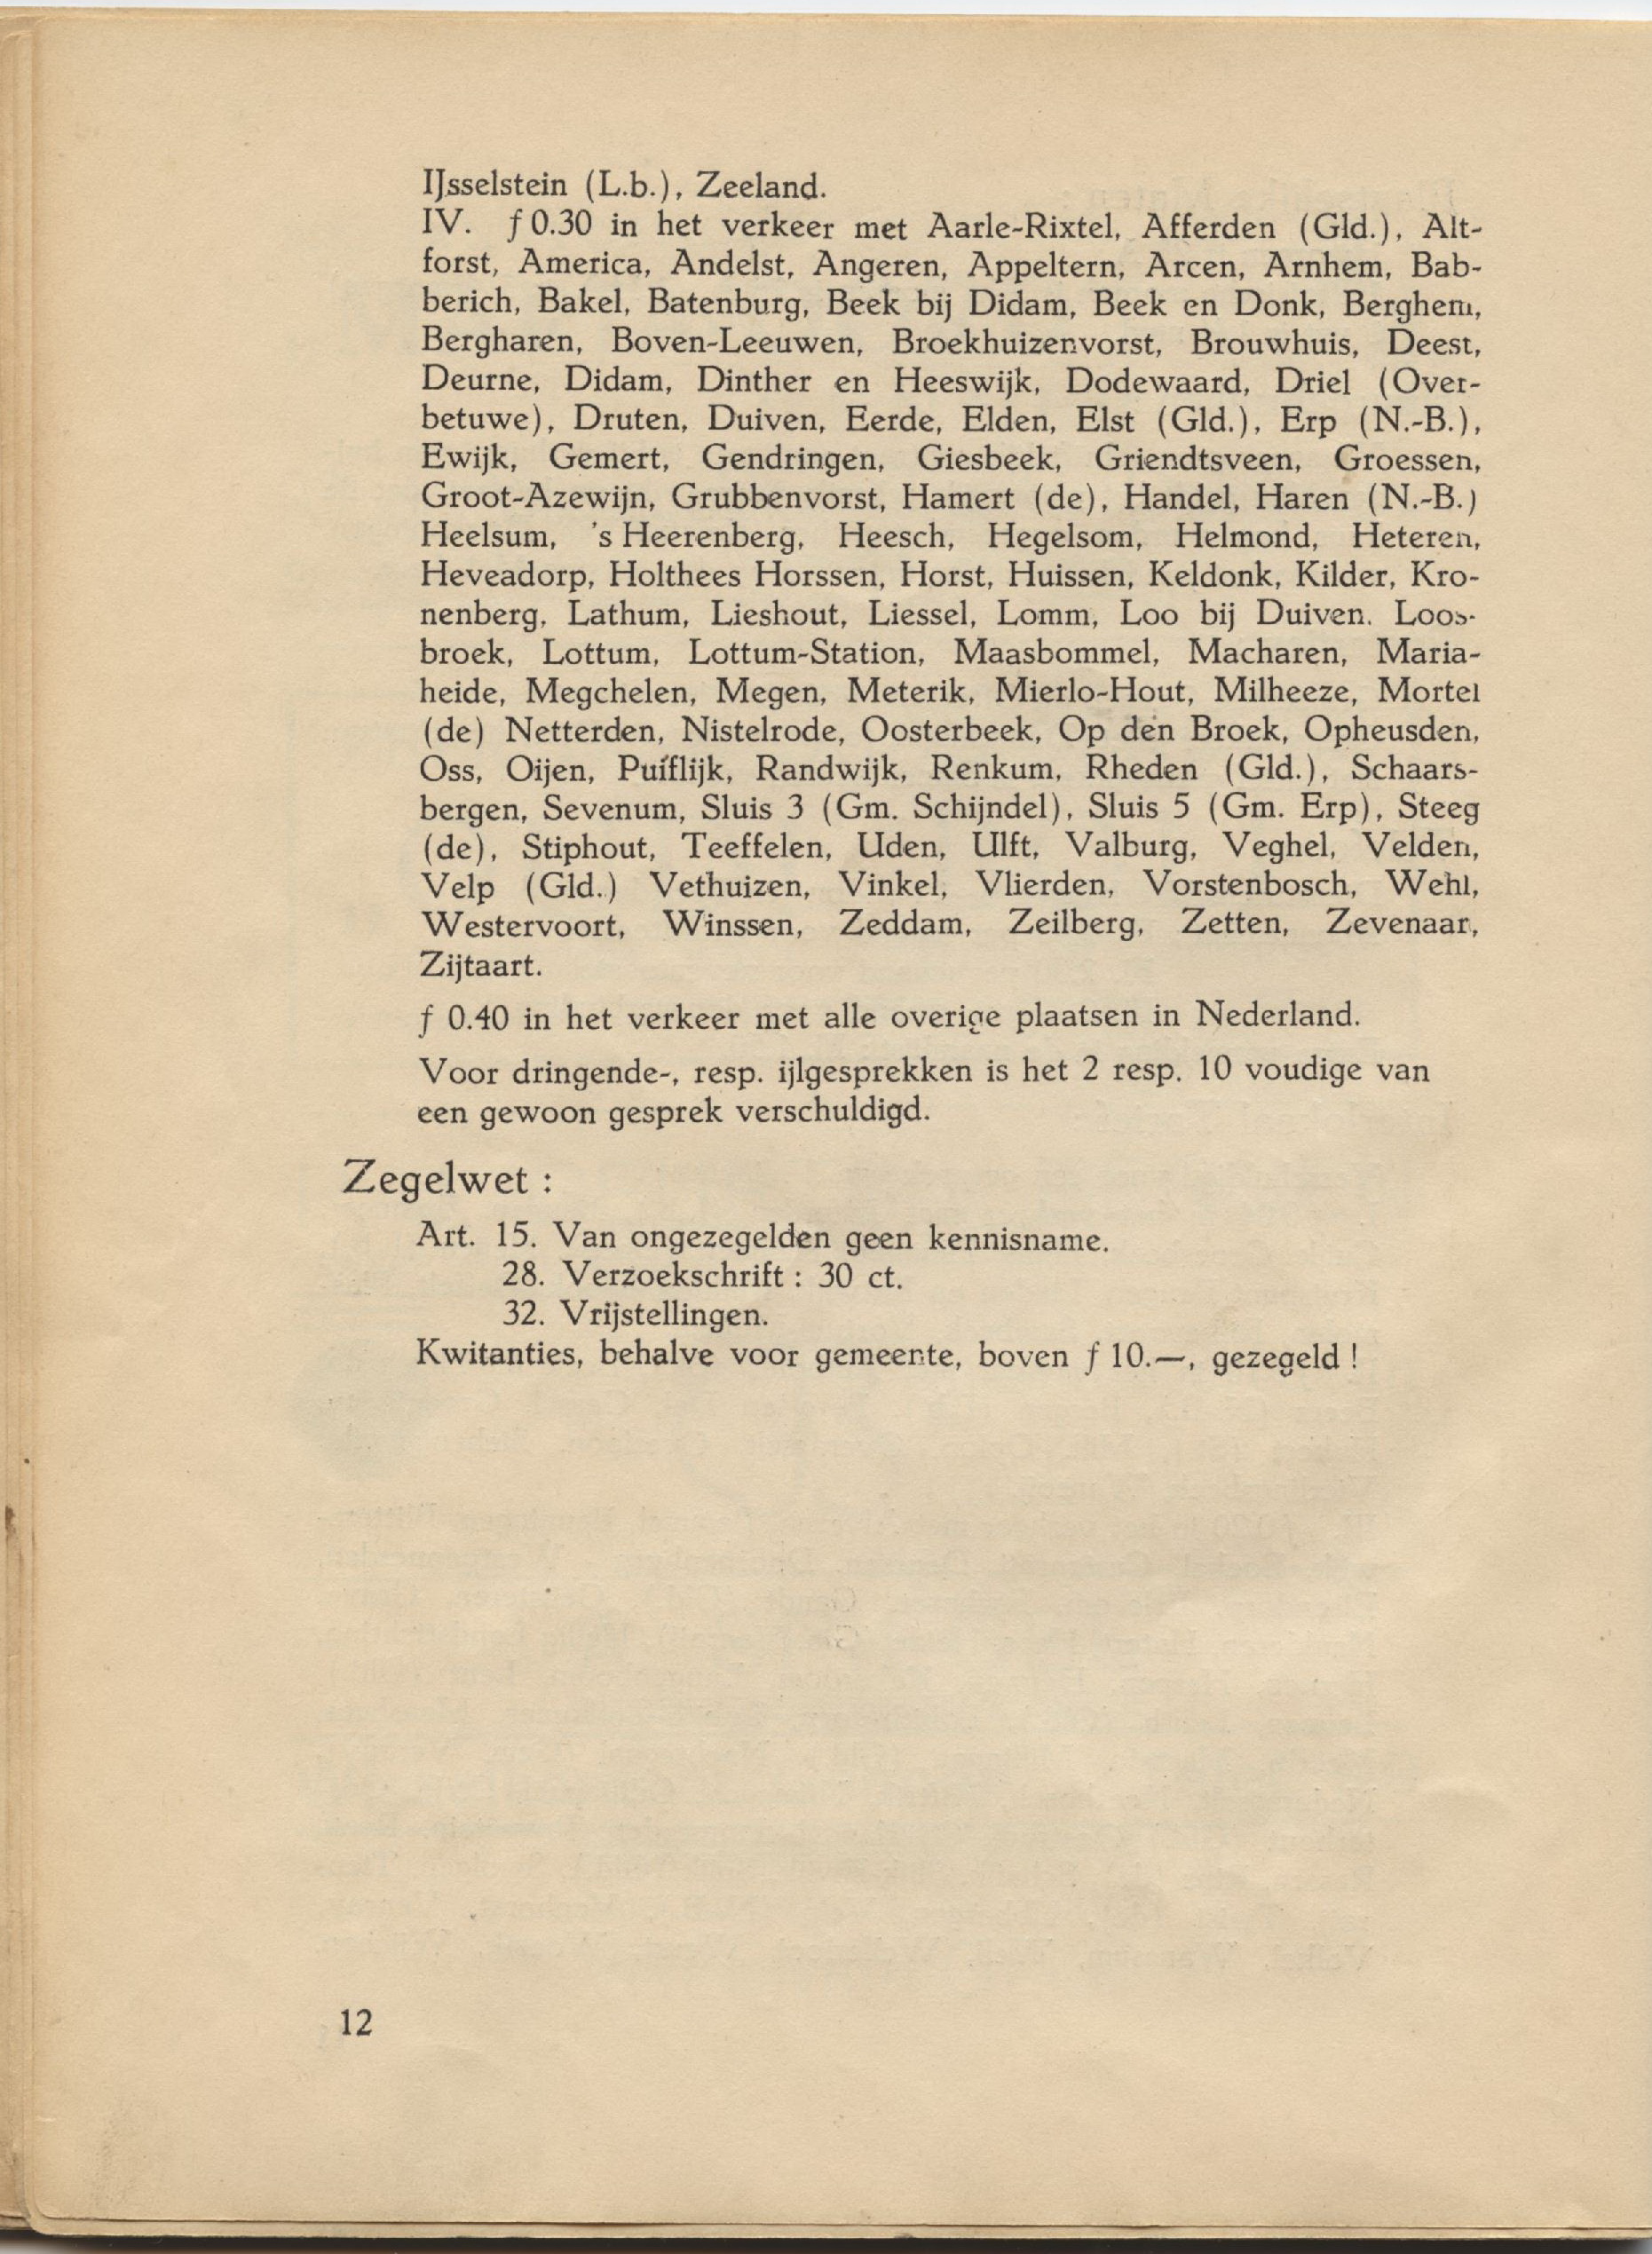 IJsselstein (L.b.), Zeeland.
IV. ƒ 0.30 in het verkeer met Aarle-Rixtel, Afferden (Gld.), Alt-
forst, America, Andelst, Angeren, Appeltern, Arcen, Arnhem, Bab-
berich, Bakel, Batenburg, Beek bij Didam, Beek en Donk, Berghem,
Bergharen, Boven-Leeuwen, Broekhuizenvorst, Brouwhuis, Deest,
Deurne, Didam, Dinther en Heeswijk, Dodewaard, Driel (Over-
betuwe), Druten, Duiven, Eerde, Elden, Elst (Gld.), Erp (N.-B.),
Ewijk, Gemert, Gendringen, Giesbeek, Griendtsveen, Groessen,
Groot-Azewijn, Grubbenvorst, Hamert (de), Handel, Haren (N.-B.)
Heelsum, 's Heerenberg, Heesch, Hegelsom, Helmond, Heteren,
Heveadorp, Holthees Horssen, Horst, Huissen, Keldonk, Kilder, Kro-
nenberg, Lathum, Lieshout, Liessel, Lomm, Loo bij Duiven. Loos-
broek, Lottum, Lottum-Station, Maasbommel, Macharen, Maria-
heide, Megchelen, Megen, Meterik, Mierlo-Hout, Milheeze, Mortel
(de) Netterden, Nistelrode, Oosterbeek, Op den Broek, Opheusden,
Oss, Oijen, Puiflijk, Randwijk, Renkum, Rheden (Gld.), Schaars-
bergen, Sevenum, Sluis 3 (Gm. Schijndel), Sluis 5 (Gm. Erp), Steeg
(de), Stiphout, Teeffelen, Uden, Ulft, Valburg, Veghel, Velden,
Velp (Gld.) Vethuizen, Vinkel, Vlierden, Vorstenbosch, Wehl,
Westervoort, Winssen, Zeddam, Zeilberg, Zetten, Zevenaar,
Zijtaart.
ƒ 0.40 in het verkeer met alle overige plaatsen in Nederland.
Voor dringende-, resp. ijlgesprekken is het 2 resp. 10 voudige van
een gewoon gesprek verschuldigd.
Zegelwet :
Art. 15. Van ongezegelden geen kennisname.
28. Verzoekschrift : 30 ct.
32. Vrijstellingen.
Kwitanties, behalve voor gemeente, boven ƒ 10.—, gezegeld !
12